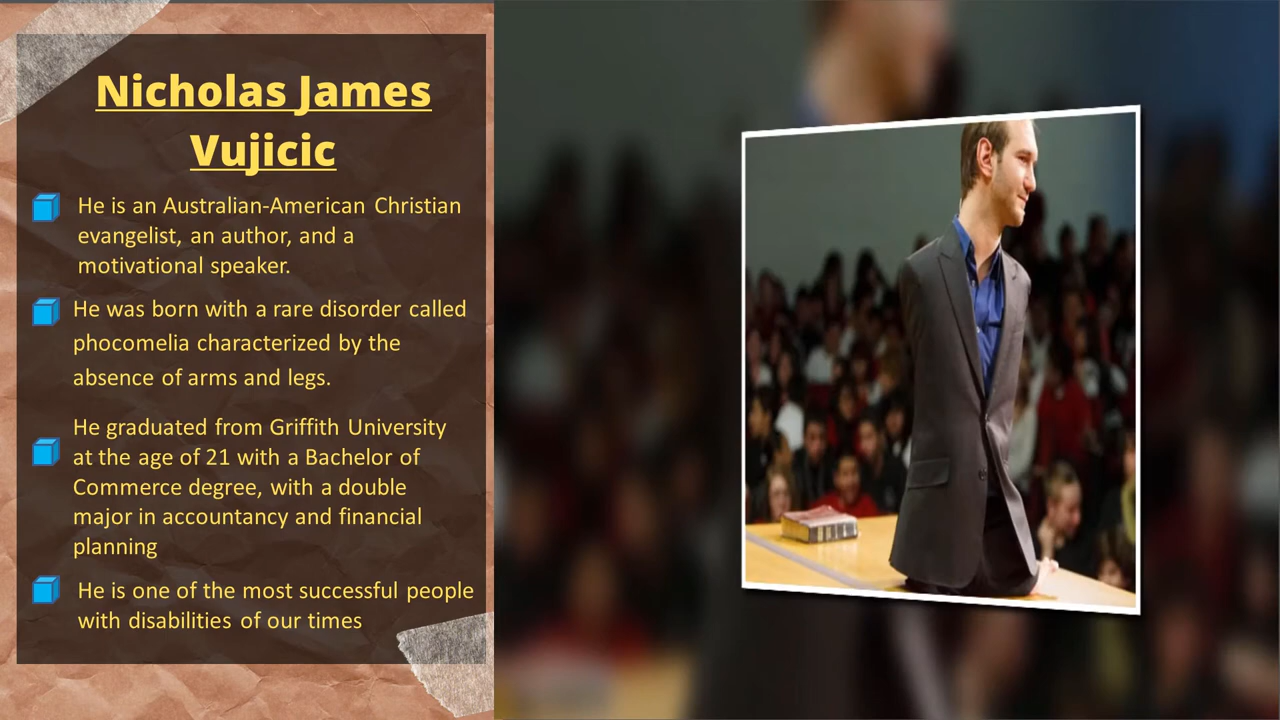 Nicholas James
Vujicic
He is an Australian-American Christian
evangelist, an author, and a
motivational speaker.
He was born with a rare disorder called
phocomelia characterized by the
absence of arms and legs.
He graduated from Griffith University
at the age of 21 with a Bachelor of
Commerce degree, with a double
major in accountancy and financial
planning
He is one of the most successful people
with disabilities of our times